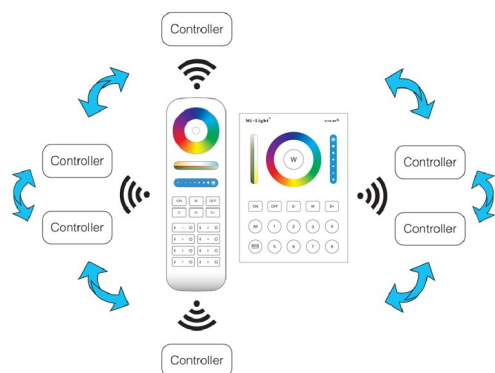 Controller
Mi·Light
W
Controller
Controller
Controller
Controller
ON
W
OFF
S-
M
S+
ON
OFF
S-
M
S+
All
1
2
3
4
5
6
7
8
Controller